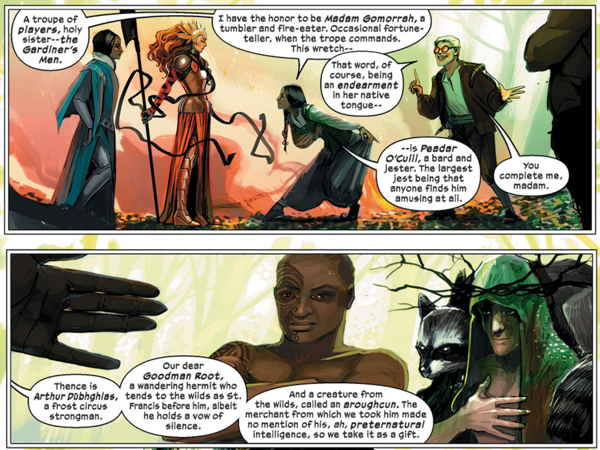 A troupe of
players, holy
sister--the
Gardiner's
Men.
I have the honor to be Madam Gomorrah, a
tumbler and fire-eater. Occasional fortune-
teller, when the trope commands.
This wretch--
That word, of
course, being
an endearment
in her native
tongue--
--is Peadar
O'Cuill, a bard and
jester. The largest
jest being that
anyone finds him
amusing at all.
You
complete me,
madam.
Thence is
Arthur Dubhghlas,
a frost circus
strongman.
Our dear
Goodman Root,
a wandering hermit who
tends to the wilds as St.
Francis before him, albeit
he holds a vow of
silence.
And a creature from
the wilds, called an aroughcun. The
merchant from which we took him made
no mention of his, ah, preternatural
intelligence, so we take it as a gift.